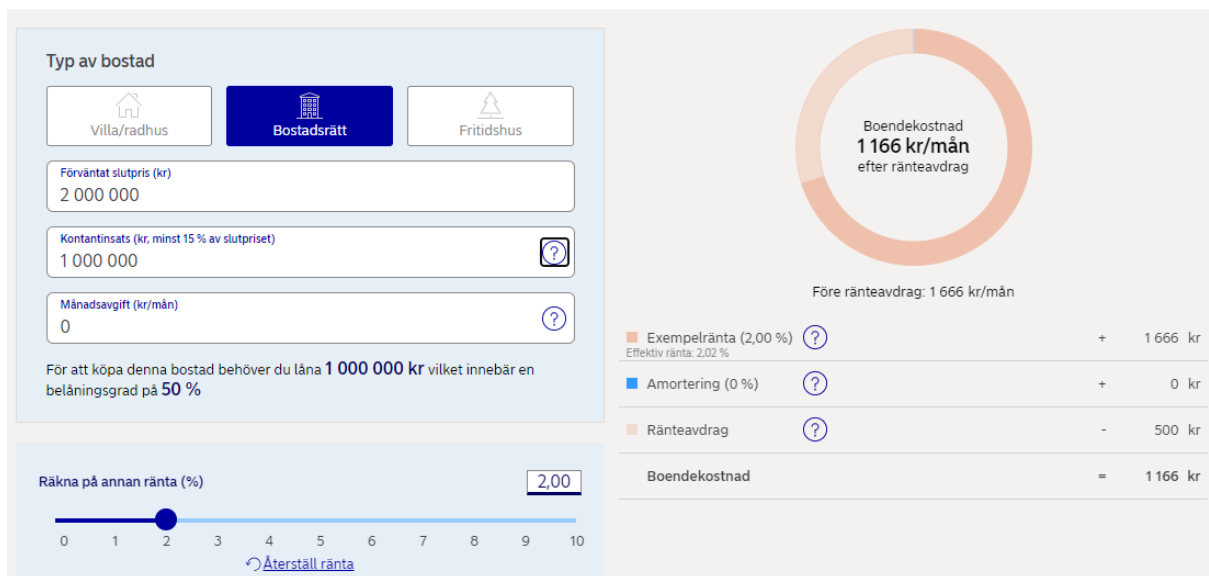 Typ av bostad
Villa/radhus
Bostadsrätt
Fritidshus
Förväntat slutpris (kr)
2 000 000
Kontantinsats (kr, minst 15 % av slutpriset)
1 000 000
?
Månadsavgift (kr/mån)
0
?
För att köpa denna bostad behöver du låna 1 000 000 kr vilket innebär en
belåningsgrad på 50 %
Räkna på annan ränta (%)
2,00
0 1 2 3 4 5 6 7 8 9 10
Återställ ränta
Boendekostnad
1 166 kr/mån
efter ränteavdrag
Före ränteavdrag: 1 666 kr/mån
Exempelränta (2,00 %) ? + 1 666 kr
Effektiv ränta: 2,02 %
Amortering (0 %) ? + 0 kr
Ränteavdrag ? - 500 kr
Boendekostnad = 1 166 kr